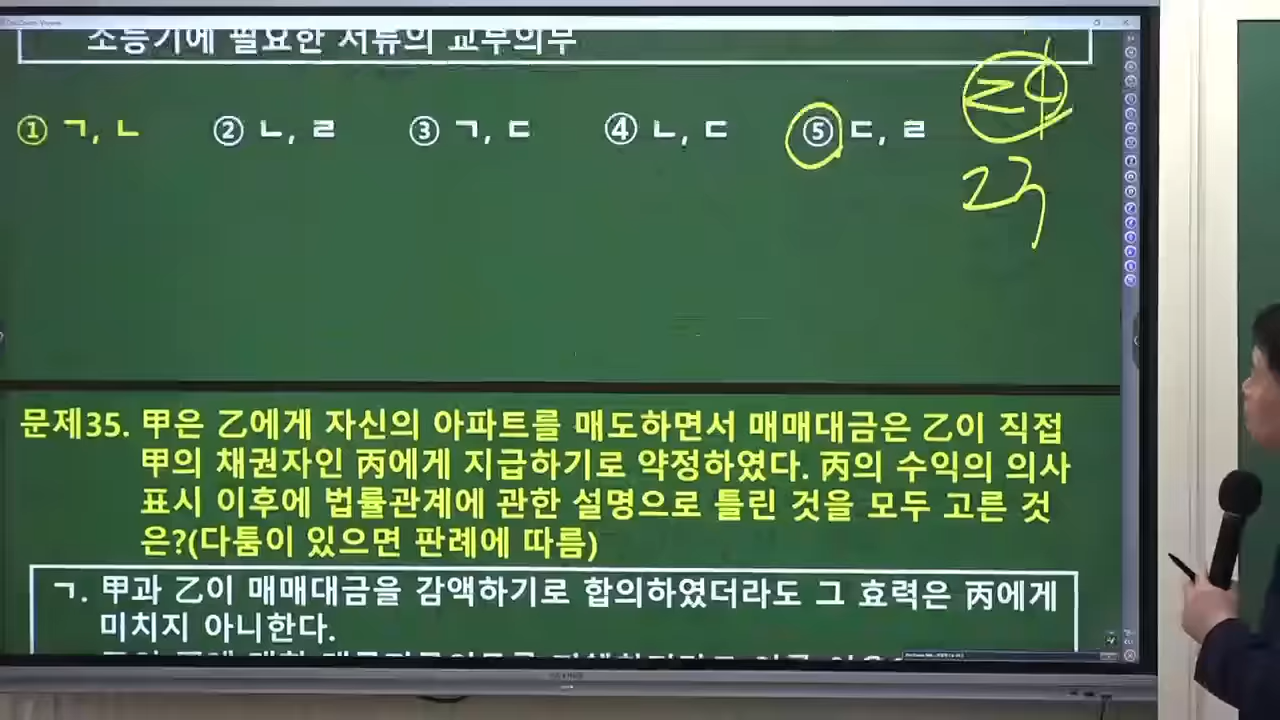 소등기에 필요한 서류의 교부의무
① ㄱ, ㄴ ② ㄴ, ㄹ ③ ㄱ, ㄷ ④ ㄴ, ㄷ ⑤ ㄷ, ㄹ
문제35. 甲은 乙에게 자신의 아파트를 매도하면서 매매대금은 乙이 직접
甲의 채권자인 丙에게 지급하기로 약정하였다. 丙의 수익의 의사
표시 이후에 법률관계에 관한 설명으로 틀린 것을 모두 고른 것
은?(다툼이 있으면 판례에 따름)
ㄱ. 甲과 乙이 매매대금을 감액하기로 합의하였더라도 그 효력은 丙에게
미치지 아니한다.